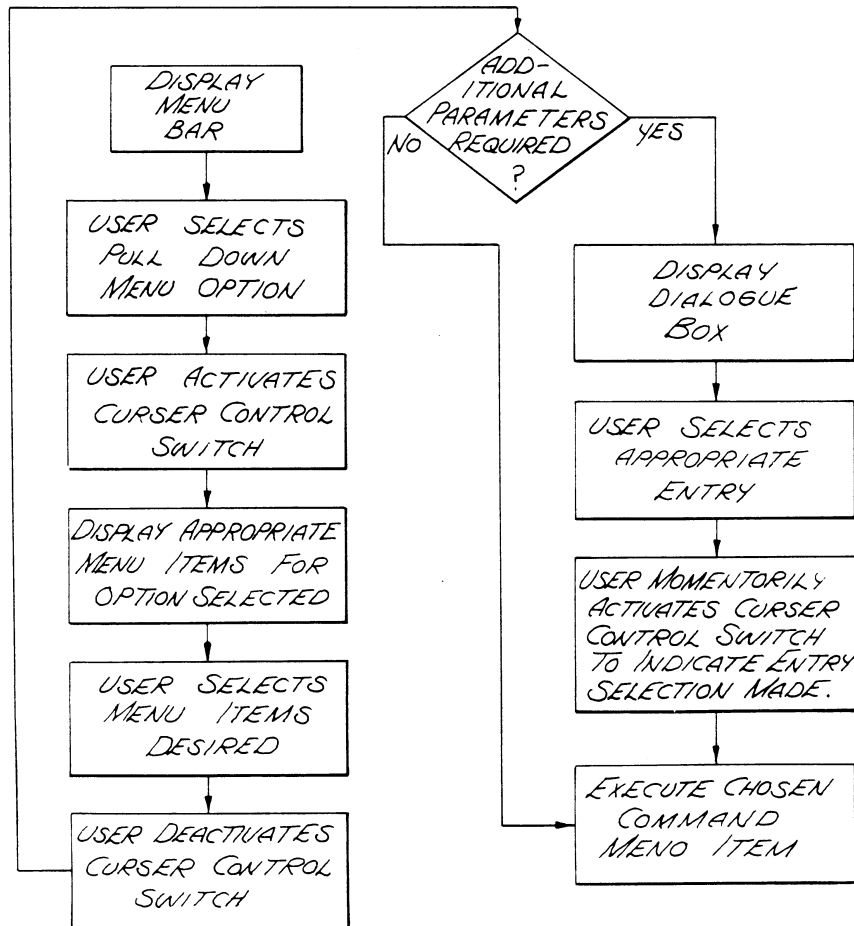 DISPLAY
MENU
BAR
USER SELECTS
PULL DOWN
MENU OPTION
USER ACTIVATES
CURSER CONTROL
SWITCH
DISPLAY APPROPRIATE
MENU ITEMS FOR
OPTION SELECTED
USER SELECTS
MENU ITEMS
DESIRED
USER DEACTIVATES
CURSER CONTROL
SWITCH
ADD-
ITIONAL
PARAMETERS
REQUIRED
?
NO
YES
DISPLAY
DIALOGUE
BOX
USER SELECTS
APPROPRIATE
ENTRY
USER MOMENTORILY
ACTIVATES CURSER
CONTROL SWITCH
TO INDICATE ENTRY
SELECTION MADE.
EXECUTE CHOSEN
COMMAND
MENO ITEM